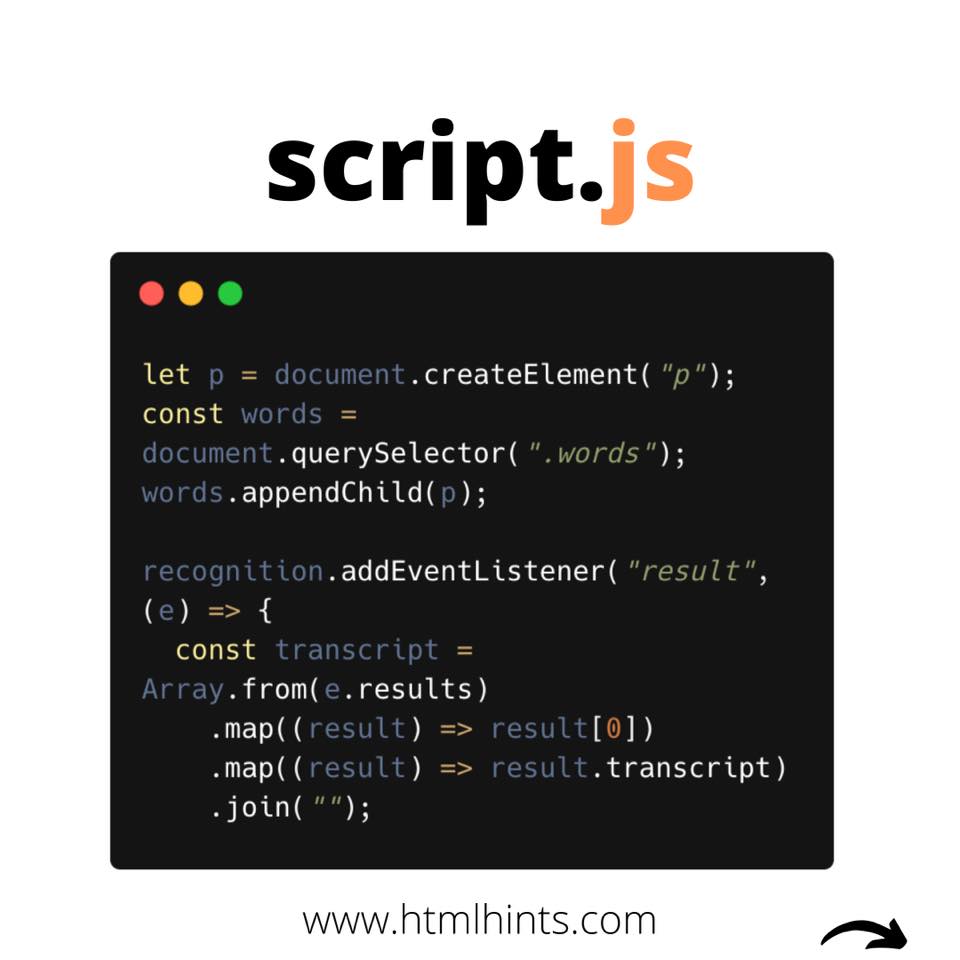 script.js
let p = document.createElement("p");
const words =
document.querySelector(".words");
words.appendChild(p);
recognition.addEventListener("result",
(e) => {
  const transcript =
Array.from(e.results)
    .map((result) => result[0])
    .map((result) => result.transcript)
    .join("");
www.htmlhints.com